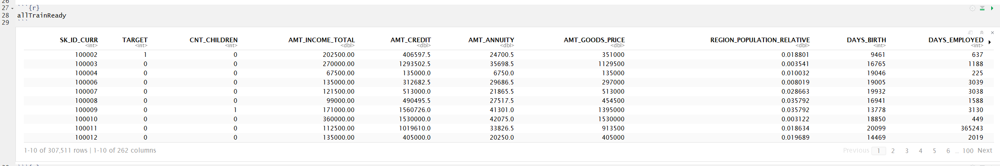 26
27 ```{r}
28 allTrainReady
29 ```
SK_ID_CURR TARGET CNT_CHILDREN AMT_INCOME_TOTAL AMT_CREDIT AMT_ANNUITY AMT_GOODS_PRICE REGION_POPULATION_RELATIVE DAYS_BIRTH DAYS_EMPLOYED
<int> <int> <int> <dbl> <dbl> <dbl> <dbl> <dbl> <int> <int>
100002 1 0 202500.00 406597.5 24700.5 351000 0.018801 9461 637
100003 0 0 270000.00 1293502.5 35698.5 1129500 0.003541 16765 1188
100004 0 0 67500.00 135000.0 6750.0 135000 0.010032 19046 225
100006 0 0 135000.00 312682.5 29686.5 297000 0.008019 19005 3039
100007 0 0 121500.00 513000.0 21865.5 513000 0.028663 19932 3038
100008 0 0 99000.00 490495.5 27517.5 454500 0.035792 16941 1588
100009 0 1 171000.00 1560726.0 41301.0 1395000 0.035792 13778 3130
100010 0 0 360000.00 1530000.0 42075.0 1530000 0.003122 18850 449
100011 0 0 112500.00 1019610.0 33826.5 913500 0.018634 20099 365243
100012 0 0 135000.00 405000.0 20250.0 405000 0.019689 14469 2019
1-10 of 307,511 rows | 1-10 of 262 columns Previous 1 2 3 4 5 6 ... 100 Next